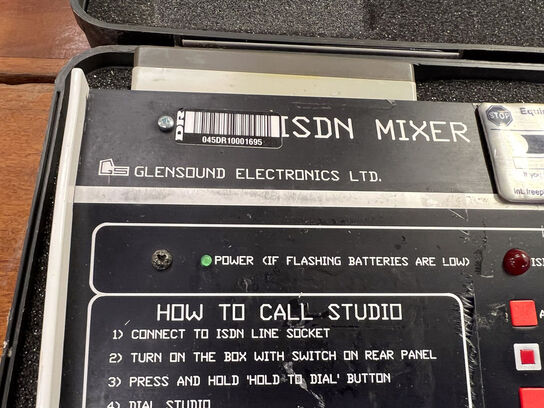 DR
045DR10001695
ISDN MIXER
GLENSOUND ELECTRONICS LTD.
STOP
Equi
POWER (IF FLASHING BATTERIES ARE LOW)
IS
HOW TO CALL STUDIO
1) CONNECT TO ISDN LINE SOCKET
2) TURN ON THE BOX WITH SWITCH ON REAR PANEL
3) PRESS AND HOLD 'HOLD TO DIAL' BUTTON
4) DIAL STUDIO